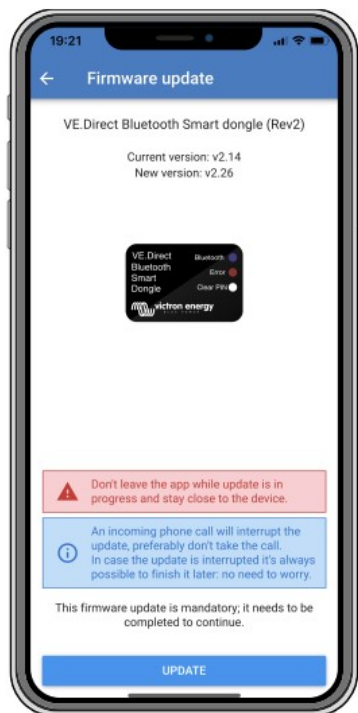 19:21
Firmware update
VE.Direct Bluetooth Smart dongle (Rev2)
Current version: v2.14
New version: v2.26
VE.Direct
Bluetooth
Smart
Dongle
Bluetooth
Error
Clear PIN
victron energy
BLUE POWER
Don't leave the app while update is in
progress and stay close to the device.
An incoming phone call will interrupt the
update, preferably don't take the call.
In case the update is interrupted it's always
possible to finish it later: no need to worry.
This firmware update is mandatory; it needs to be
completed to continue.
UPDATE